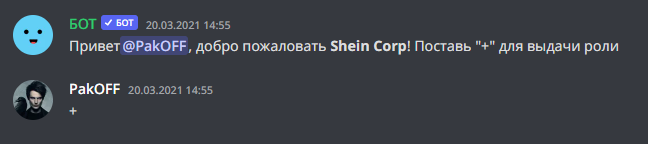 БОТ ✓ БОТ 20.03.2021 14:55
Привет@PakOFF, добро пожаловать Shein Corp! Поставь "+" для выдачи роли
PakOFF 20.03.2021 14:55
+